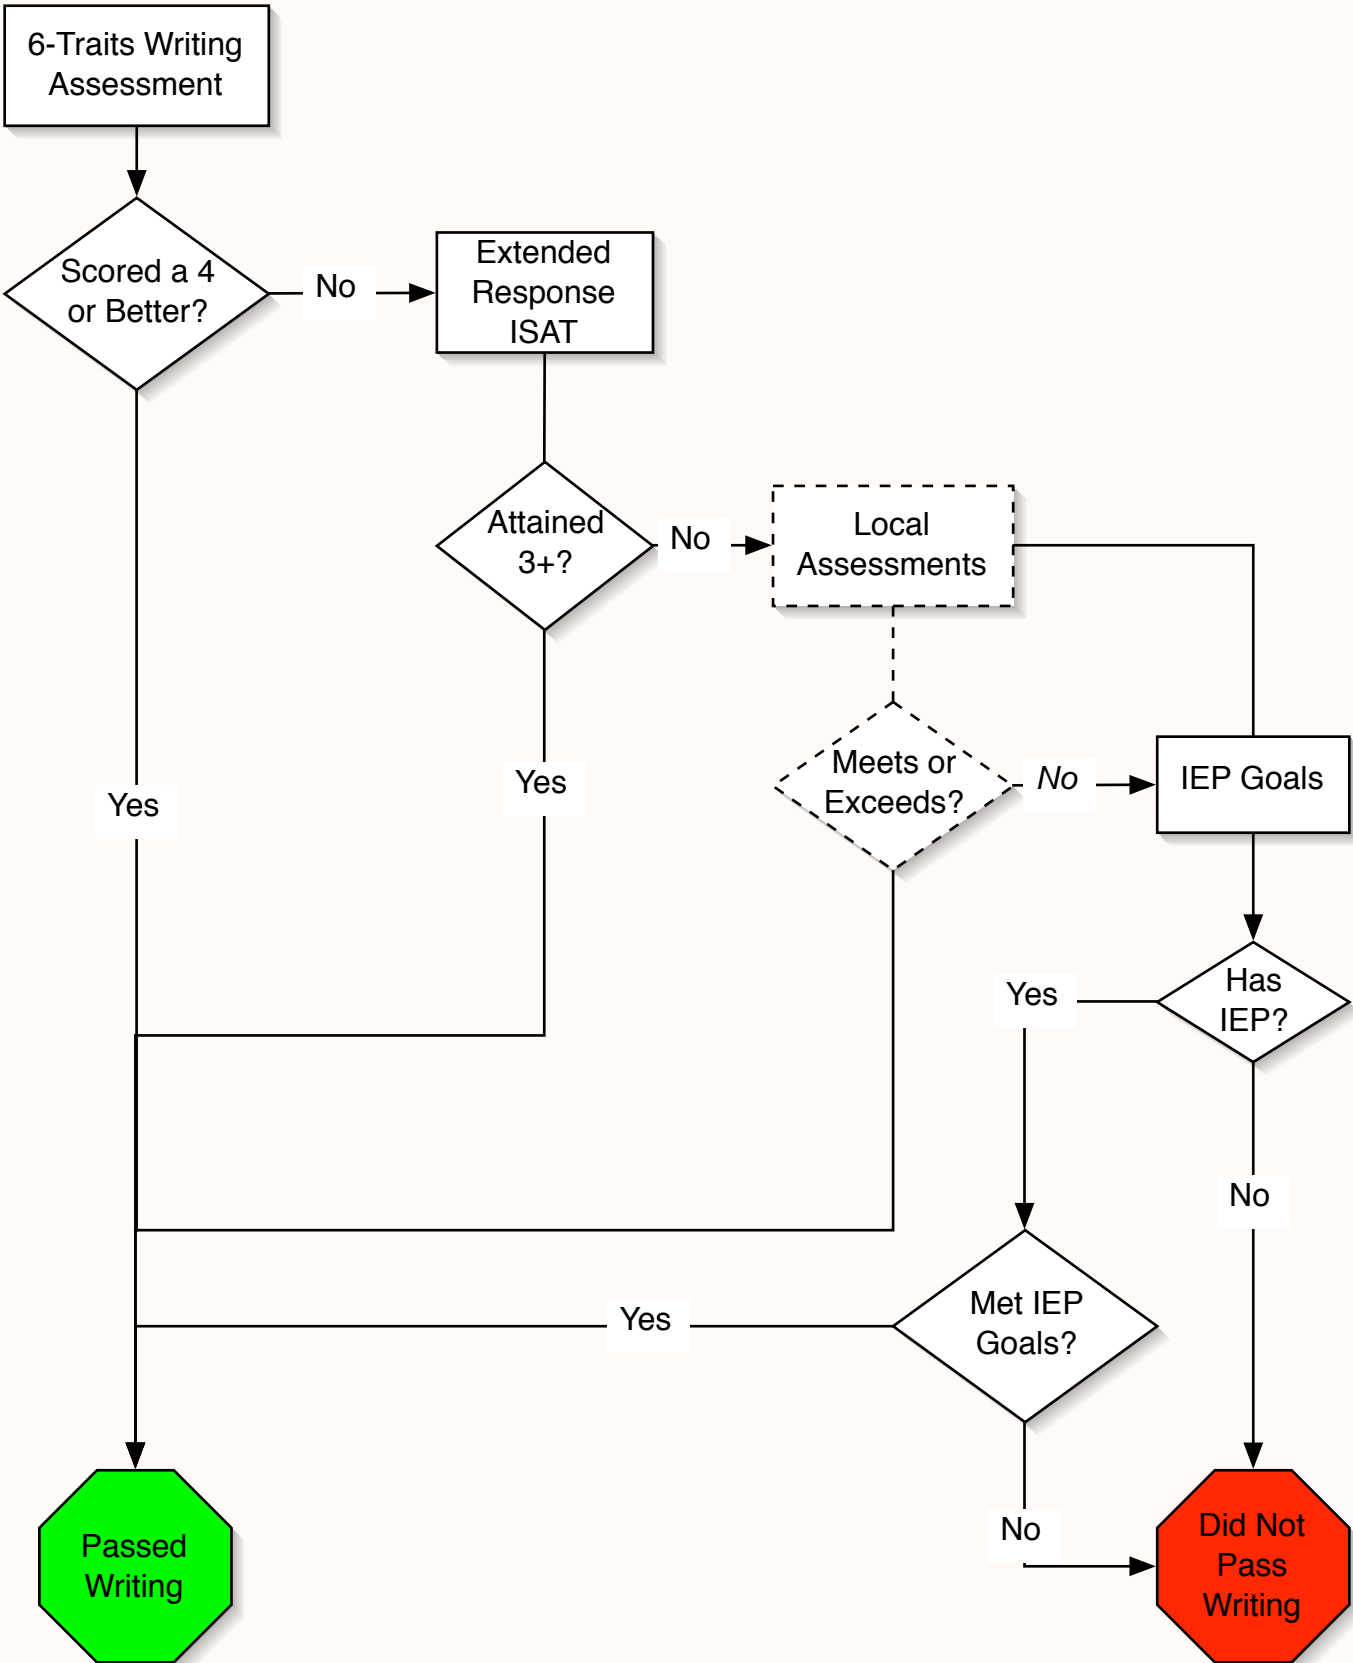 6-Traits Writing
Assessment
Scored a 4
or Better?
No
Extended
Response
ISAT
Attained
3+?
No
Local
Assessments
Meets or
Exceeds?
No
IEP Goals
Yes
Yes
Has
IEP?
Yes
No
Met IEP
Goals?
Yes
No
Passed
Writing
Did Not
Pass
Writing